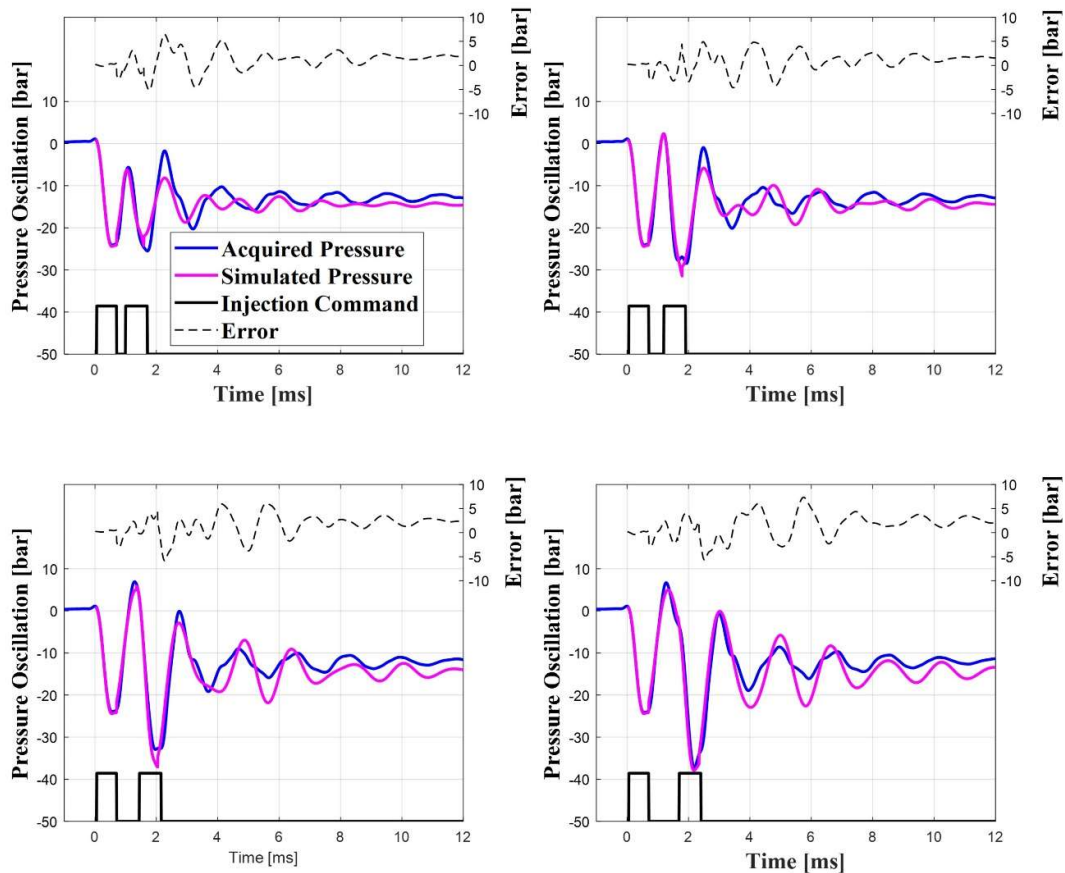 10
5
0
-5
-10
Error [bar]
10
0
-10
-20
-30
-40
-50
Pressure Oscillation [bar]
Acquired Pressure
Simulated Pressure
Injection Command
Error
0 2 4 6 8 10 12
Time [ms]
10
5
0
-5
-10
Error [bar]
10
0
-10
-20
-30
-40
-50
Pressure Oscillation [bar]
0 2 4 6 8 10 12
Time [ms]
10
5
0
-5
-10
Error [bar]
10
0
-10
-20
-30
-40
-50
Pressure Oscillation [bar]
0 2 4 6 8 10 12
Time [ms]
10
5
0
-5
-10
Error [bar]
10
0
-10
-20
-30
-40
-50
Pressure Oscillation [bar]
0 2 4 6 8 10 12
Time [ms]